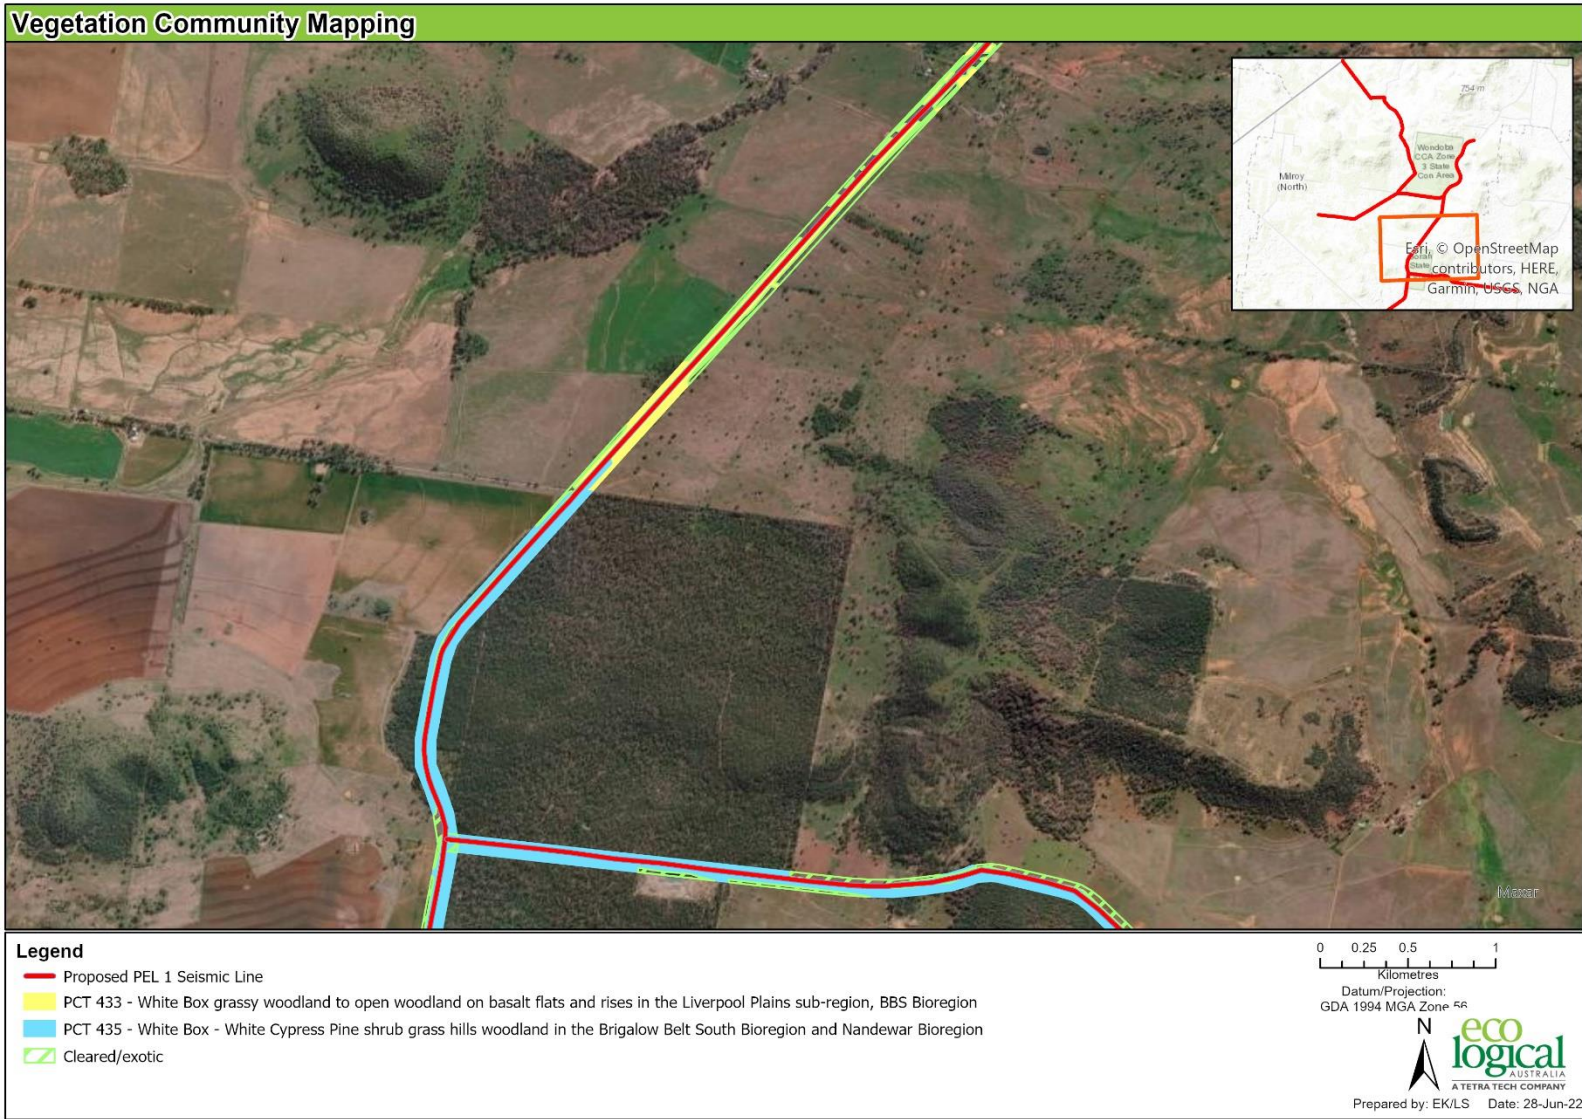 Vegetation Community Mapping
754 m
Wondoba
CCA Zone
3 State
Con Area
Milroy
(North)
State
Esri, © OpenStreetMap
contributors, HERE,
Garmin, USGS, NGA
Maxar
Legend
Proposed PEL 1 Seismic Line
PCT 433 - White Box grassy woodland to open woodland on basalt flats and rises in the Liverpool Plains sub-region, BBS Bioregion
PCT 435 - White Box - White Cypress Pine shrub grass hills woodland in the Brigalow Belt South Bioregion and Nandewar Bioregion
Cleared/exotic
0 0.25 0.5 1
Kilometres
Datum/Projection:
GDA 1994 MGA Zone 56
N
eco
logical
AUSTRALIA
A TETRA TECH COMPANY
Prepared by: EK/LS Date: 28-Jun-22